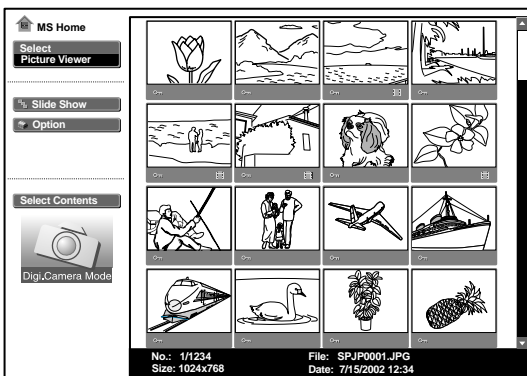 MS Home
Select
Picture Viewer
Slide Show
Option
Select Contents
Digi.Camera Mode
No.: 1/1234
File: SPJP0001.JPG
Size: 1024x768
Date: 7/15/2002 12:34